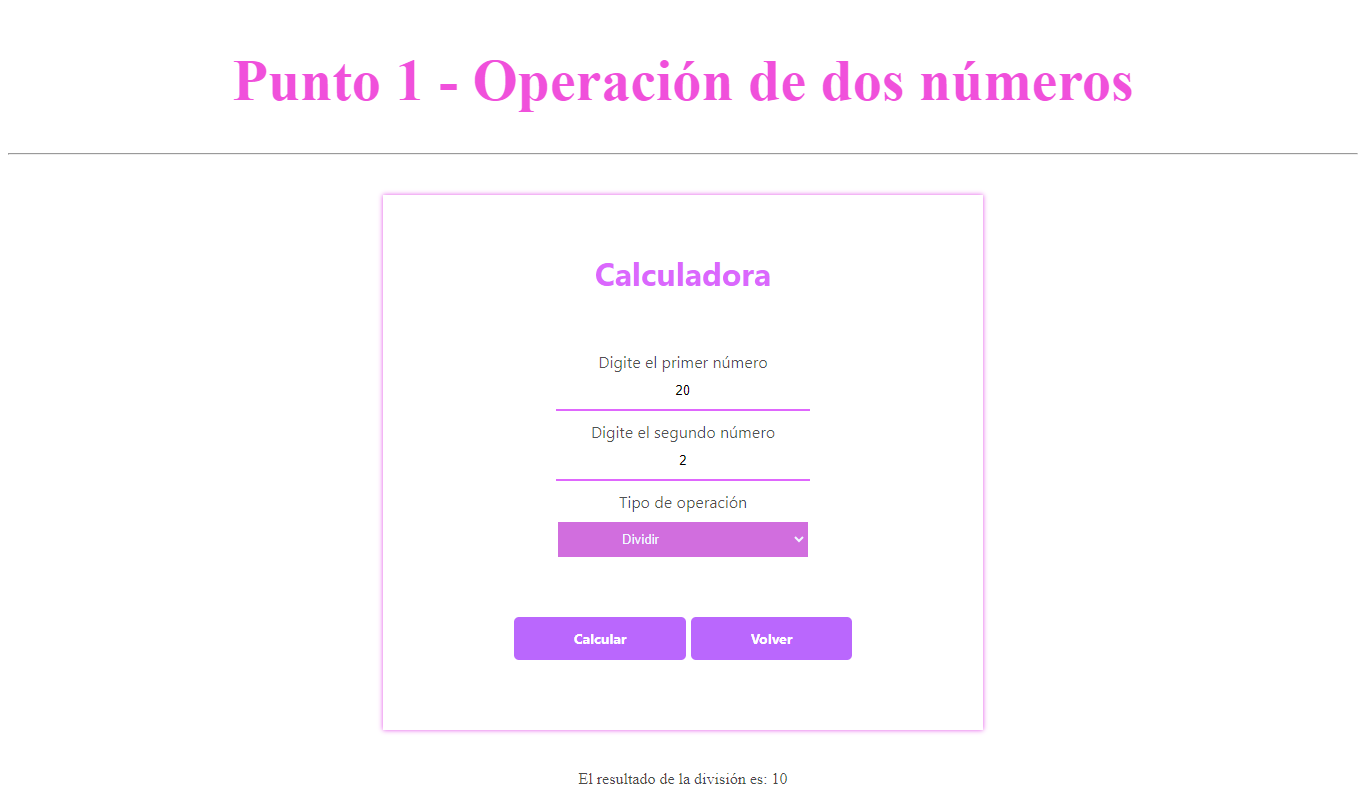 Punto 1 - Operación de dos números
Calculadora
Digite el primer número
20
Digite el segundo número
2
Tipo de operación
Dividir
Calcular Volver
El resultado de la división es: 10